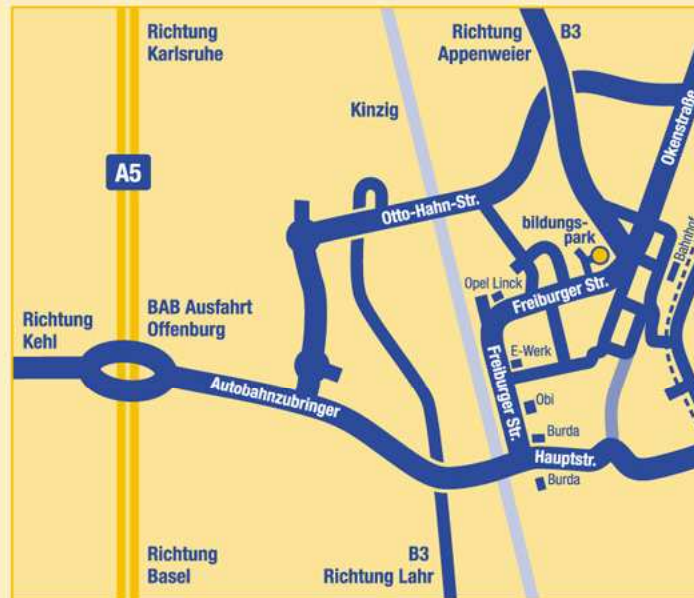 Richtung
Karlsruhe
Richtung
Appenweier
B3
Kinzig
Okenstraße
A5
Otto-Hahn-Str.
bildungs-
park
Bahnhof
Opel Linck
Freiburger Str.
BAB Ausfahrt
Offenburg
Richtung
Kehl
E-Werk
Freiburger Str.
Autobahnzubringer
Obi
Burda
Hauptstr.
Burda
Richtung
Basel
B3
Richtung Lahr